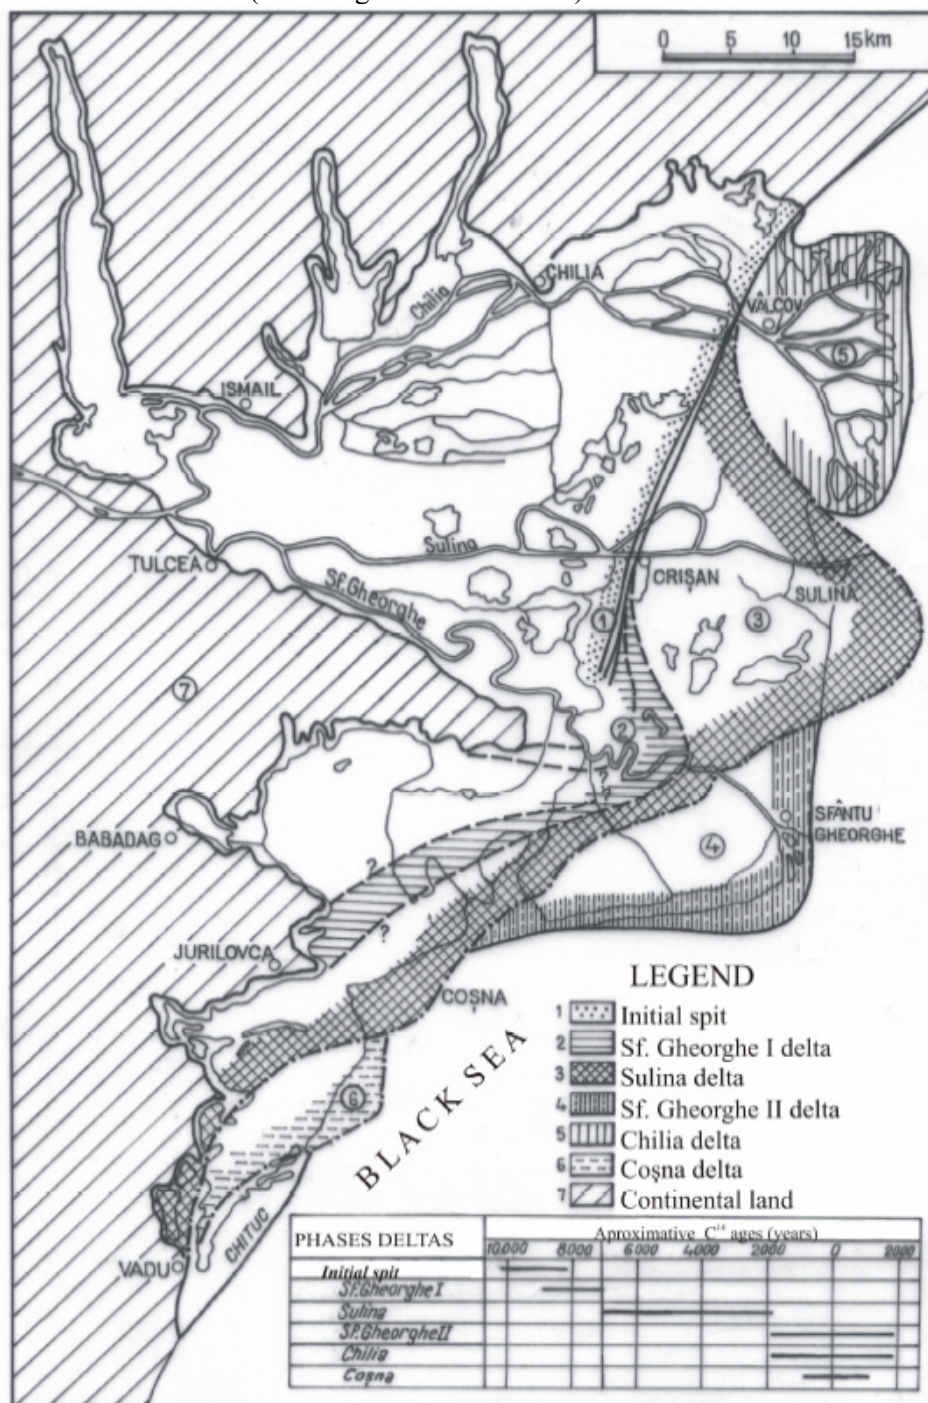 0 5 10 15km
CHILIA
Chilia
VÂLCOV
5
ISMAIL
Sulina
TULCEA
CRIȘAN
Sf. Gheorghe
SULINA
1
3
7
2
?
SFÂNTU
GHEORGHE
BABADAG
4
?
?
JURILOVCA
COȘNA
6
BLACK SEA
CHITUC
VADU
LEGEND
1 Initial spit
2 Sf. Gheorghe I delta
3 Sulina delta
4 Sf. Gheorghe II delta
5 Chilia delta
6 Coșna delta
7 Continental land
PHASES DELTAS
Aproximative C14 ages (years)
10.000 8.000 6000 4000 2000 0 2000
Initial spit
Sf.Gheorghe I
Sulina
Sf.Gheorghe II
Chilia
Coșna